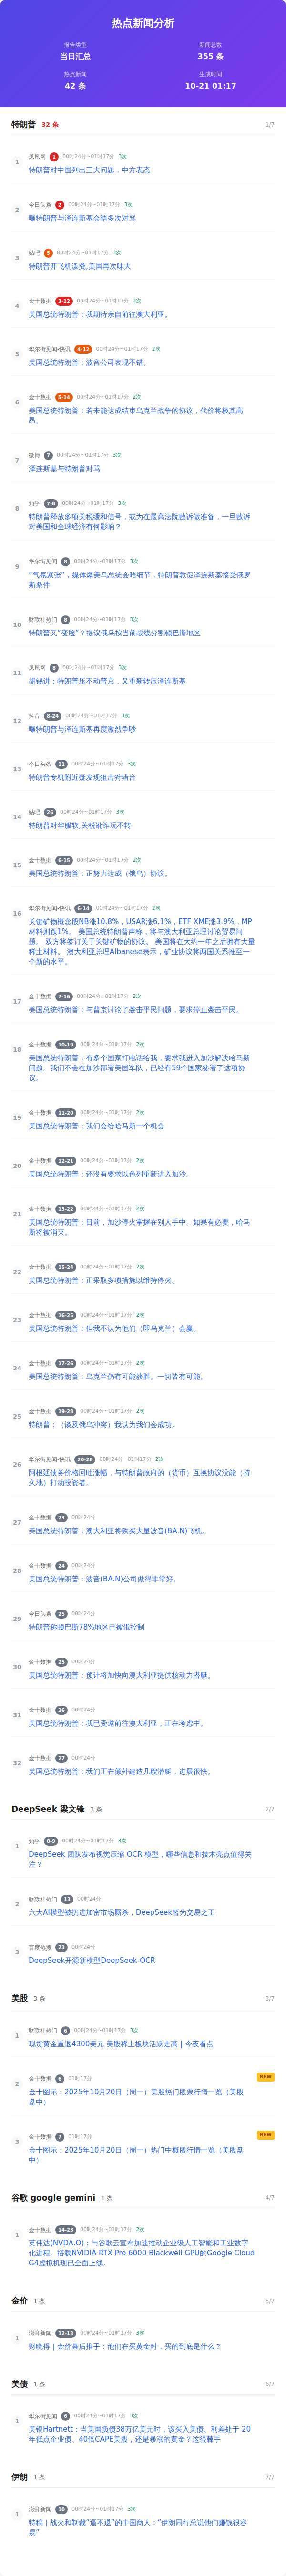 热点新闻分析
报告类型
当日汇总
新闻总数
355 条
热点新闻
42 条
生成时间
10-21 01:17
特朗普 32 条 1/7
1
凤凰网 1 00时24分~01时17分 3次
特朗普对中国列出三大问题，中方表态
2
今日头条 2 00时24分~01时17分 3次
曝特朗普与泽连斯基会晤多次对骂
3
贴吧 5 00时24分~01时17分 3次
特朗普开飞机泼粪,美国再次味大
4
金十数据 3-12 00时24分~01时17分 2次
美国总统特朗普：我期待亲自前往澳大利亚。
5
华尔街见闻-快讯 4-12 00时24分~01时17分 2次
美国总统特朗普：波音公司表现不错。
6
金十数据 5-14 00时24分~01时17分 2次
美国总统特朗普：若未能达成结束乌克兰战争的协议，代价将极其高
昂。
7
微博 7 00时24分~01时17分 3次
泽连斯基与特朗普对骂
8
知乎 7-8 00时24分~01时17分 3次
特朗普释放多项关税缓和信号，或为在最高法院败诉做准备，一旦败诉
对美国和全球经济有何影响？
9
华尔街见闻 8 00时24分~01时17分 3次
“气氛紧张”，媒体爆美乌总统会晤细节，特朗普敦促泽连斯基接受俄罗
斯条件
10
财联社热门 8 00时24分~01时17分 3次
特朗普又“变脸”？提议俄乌按当前战线分割顿巴斯地区
11
凤凰网 8 00时24分~01时17分 3次
胡锡进：特朗普压不动普京，又重新转压泽连斯基
12
抖音 8-24 00时24分~01时17分 3次
曝特朗普与泽连斯基再度激烈争吵
13
今日头条 11 00时24分~01时17分 3次
特朗普专机附近疑发现狙击狩猎台
14
贴吧 26 00时24分~01时17分 3次
特朗普对华服软,关税讹诈玩不转
15
金十数据 6-15 00时24分~01时17分 2次
美国总统特朗普：正努力达成（俄乌）协议。
16
华尔街见闻-快讯 6-14 00时24分~01时17分 2次
关键矿物概念股NB涨10.8%，USAR涨6.1%，ETF XME涨3.9%，MP
材料则跌1%。 美国总统特朗普声称，将与澳大利亚总理讨论贸易问
题。 双方将签订关于关键矿物的协议。 美国将在大约一年之后拥有大量
稀土材料。 澳大利亚总理Albanese表示，矿业协议将两国关系推至一
个新的水平。
17
金十数据 7-16 00时24分~01时17分 2次
美国总统特朗普：与普京讨论了袭击平民问题，要求停止袭击平民。
18
金十数据 10-19 00时24分~01时17分 2次
美国总统特朗普：有多个国家打电话给我，要求我进入加沙解决哈马斯
问题。我们不会在加沙部署美国军队，已经有59个国家签署了这项协
议。
19
金十数据 11-20 00时24分~01时17分 2次
美国总统特朗普：我们会给哈马斯一个机会
20
金十数据 12-21 00时24分~01时17分 2次
美国总统特朗普：还没有要求以色列重新进入加沙。
21
金十数据 13-22 00时24分~01时17分 2次
美国总统特朗普：目前，加沙停火掌握在别人手中。如果有必要，哈马
斯将被消灭。
22
金十数据 15-24 00时24分~01时17分 2次
美国总统特朗普：正采取多项措施以维持停火。
23
金十数据 16-25 00时24分~01时17分 2次
美国总统特朗普：但我不认为他们（即乌克兰）会赢。
24
金十数据 17-26 00时24分~01时17分 2次
美国总统特朗普：乌克兰仍有可能获胜。一切皆有可能。
25
金十数据 19-28 00时24分~01时17分 2次
特朗普：（谈及俄乌冲突）我认为我们会成功。
26
华尔街见闻-快讯 20-28 00时24分~01时17分 2次
阿根廷债券价格回吐涨幅，与特朗普政府的（货币）互换协议没能（持
久地）打动投资者。
27
金十数据 23 00时24分
美国总统特朗普：澳大利亚将购买大量波音(BA.N)飞机。
28
金十数据 24 00时24分
美国总统特朗普：波音(BA.N)公司做得非常好。
29
今日头条 25 00时24分
特朗普称顿巴斯78%地区已被俄控制
30
金十数据 25 00时24分
美国总统特朗普：预计将加快向澳大利亚提供核动力潜艇。
31
金十数据 26 00时24分
美国总统特朗普：我已受邀前往澳大利亚，正在考虑中。
32
金十数据 27 00时24分
美国总统特朗普：我们正在额外建造几艘潜艇，进展很快。
DeepSeek 梁文锋 3 条 2/7
1
知乎 8-9 00时24分~01时17分 3次
DeepSeek 团队发布视觉压缩 OCR 模型，哪些信息和技术亮点值得关
注？
2
财联社热门 13 00时24分
六大AI模型被扔进加密市场厮杀，DeepSeek暂为交易之王
3
百度热搜 23 00时24分
DeepSeek开源新模型DeepSeek-OCR
美股 3 条 3/7
1
财联社热门 6 00时24分~01时17分 3次
现货黄金重返4300美元 美股稀土板块活跃走高 | 今夜看点
2
金十数据 6 01时17分 NEW
金十图示：2025年10月20日（周一）美股热门股票行情一览（美股
盘中）
3
金十数据 7 01时17分 NEW
金十图示：2025年10月20日（周一）热门中概股行情一览（美股盘
中）
谷歌 google gemini 1 条 4/7
1
金十数据 14-23 00时24分~01时17分 2次
英伟达(NVDA.O)：与谷歌云宣布加速推动企业级人工智能和工业数字
化进程。搭载NVIDIA RTX Pro 6000 Blackwell GPU的Google Cloud
G4虚拟机现已全面上线。
金价 1 条 5/7
1
澎湃新闻 12-13 00时24分~01时17分 3次
财晓得｜金价幕后推手：他们在买黄金时，买的到底是什么？
美债 1 条 6/7
1
华尔街见闻 6 00时24分~01时17分 3次
美银Hartnett：当美国负债38万亿美元时，该买入美债、利差处于 20
年低点企业债、40倍CAPE美股，还是暴涨的黄金？这很棘手
伊朗 1 条 7/7
1
澎湃新闻 10 00时24分~01时17分 3次
特稿｜战火和制裁“逼不退”的中国商人：“伊朗同行总说他们赚钱很容
易”